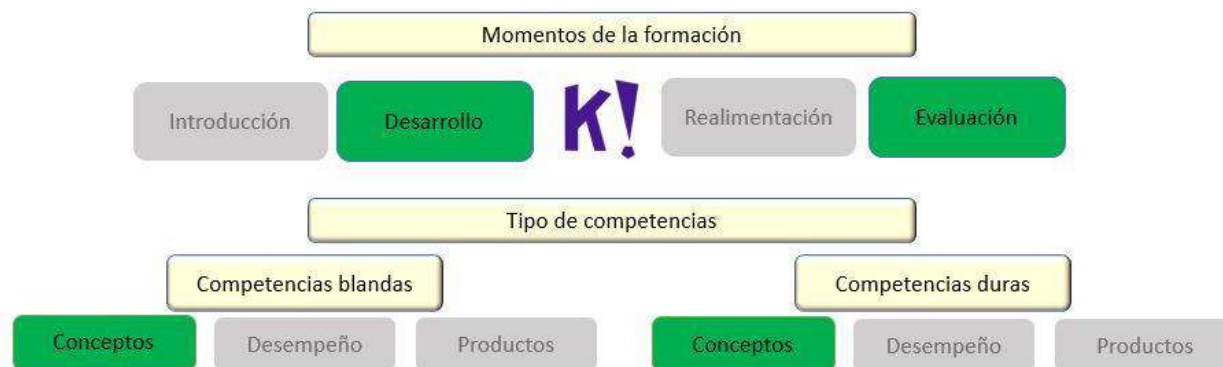 Momentos de la formación
Introducción Desarrollo K! Realimentación Evaluación
Tipo de competencias
Competencias blandas Competencias duras
Conceptos Desempeño Productos Conceptos Desempeño Productos